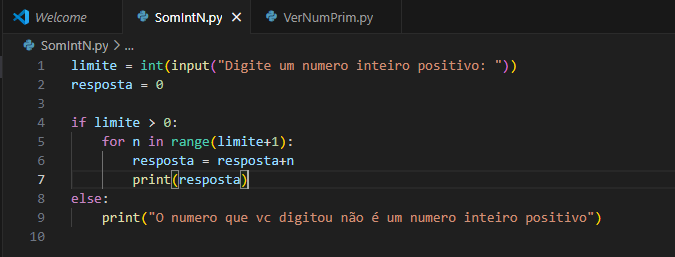 Welcome SomIntN.py × VerNumPrim.py
SomIntN.py > ...
1 limite = int(input("Digite um numero inteiro positivo: "))
2 resposta = 0
3
4 if limite > 0:
5     for n in range(limite+1):
6         resposta = resposta+n
7         print(resposta)
8 else:
9     print("O numero que vc digitou não é um numero inteiro positivo")
10